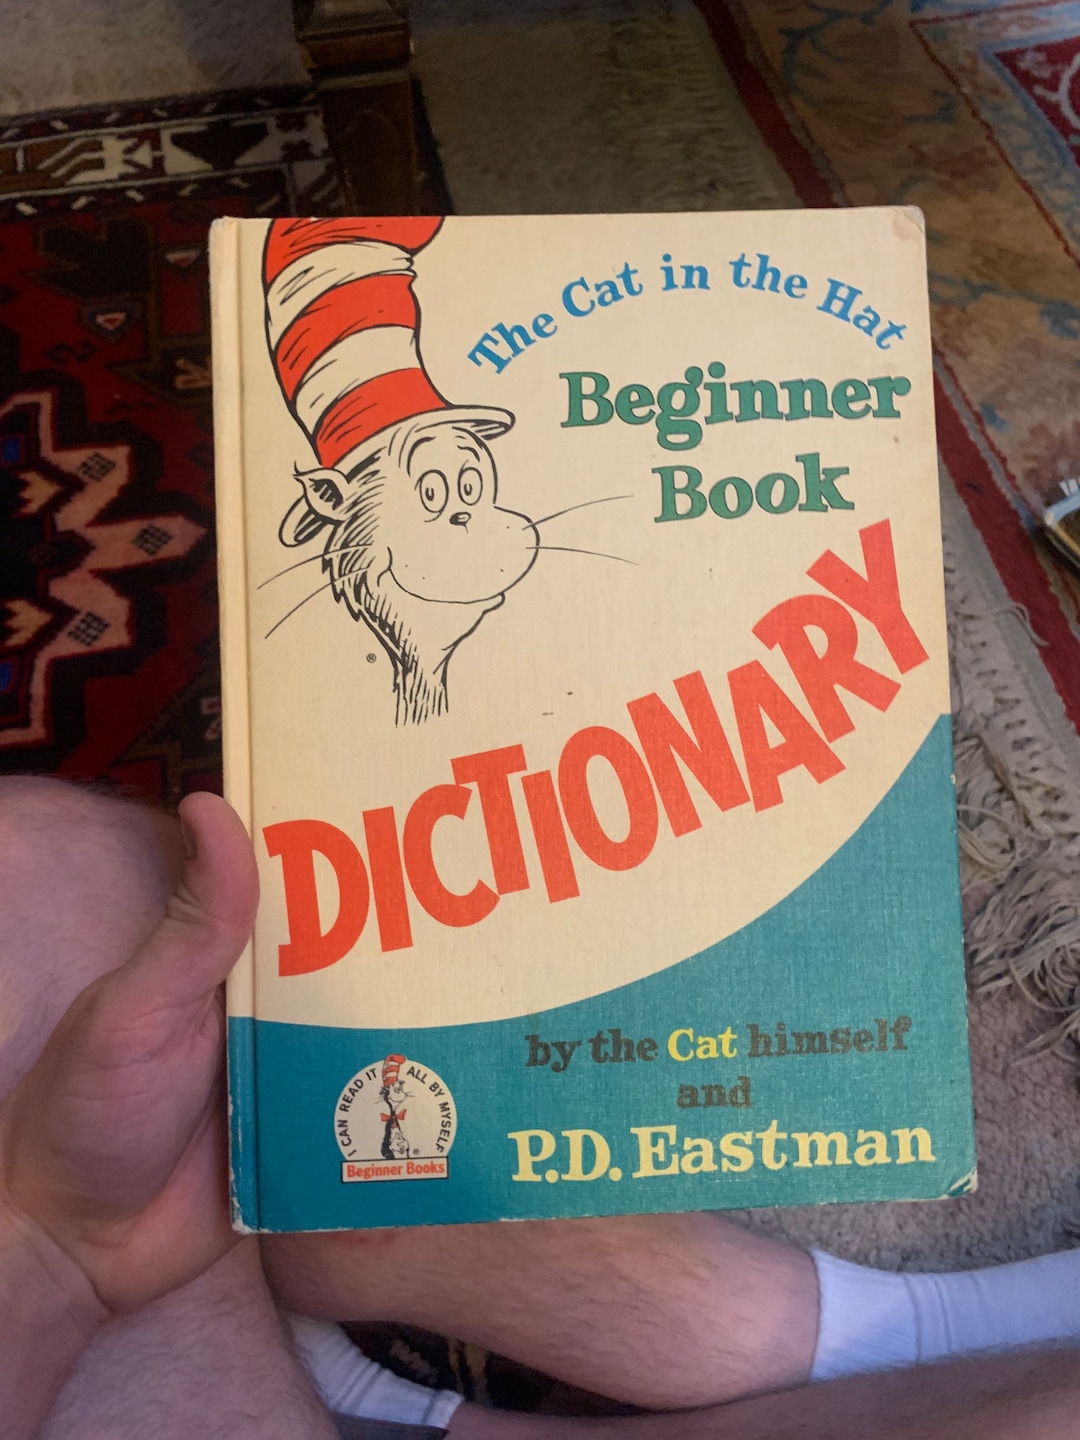 The Cat in the Hat
Beginner
Book
DICTIONARY
®
by the Cat himself
and
P.D. Eastman
I CAN READ IT ALL BY MYSELF
®
Beginner Books